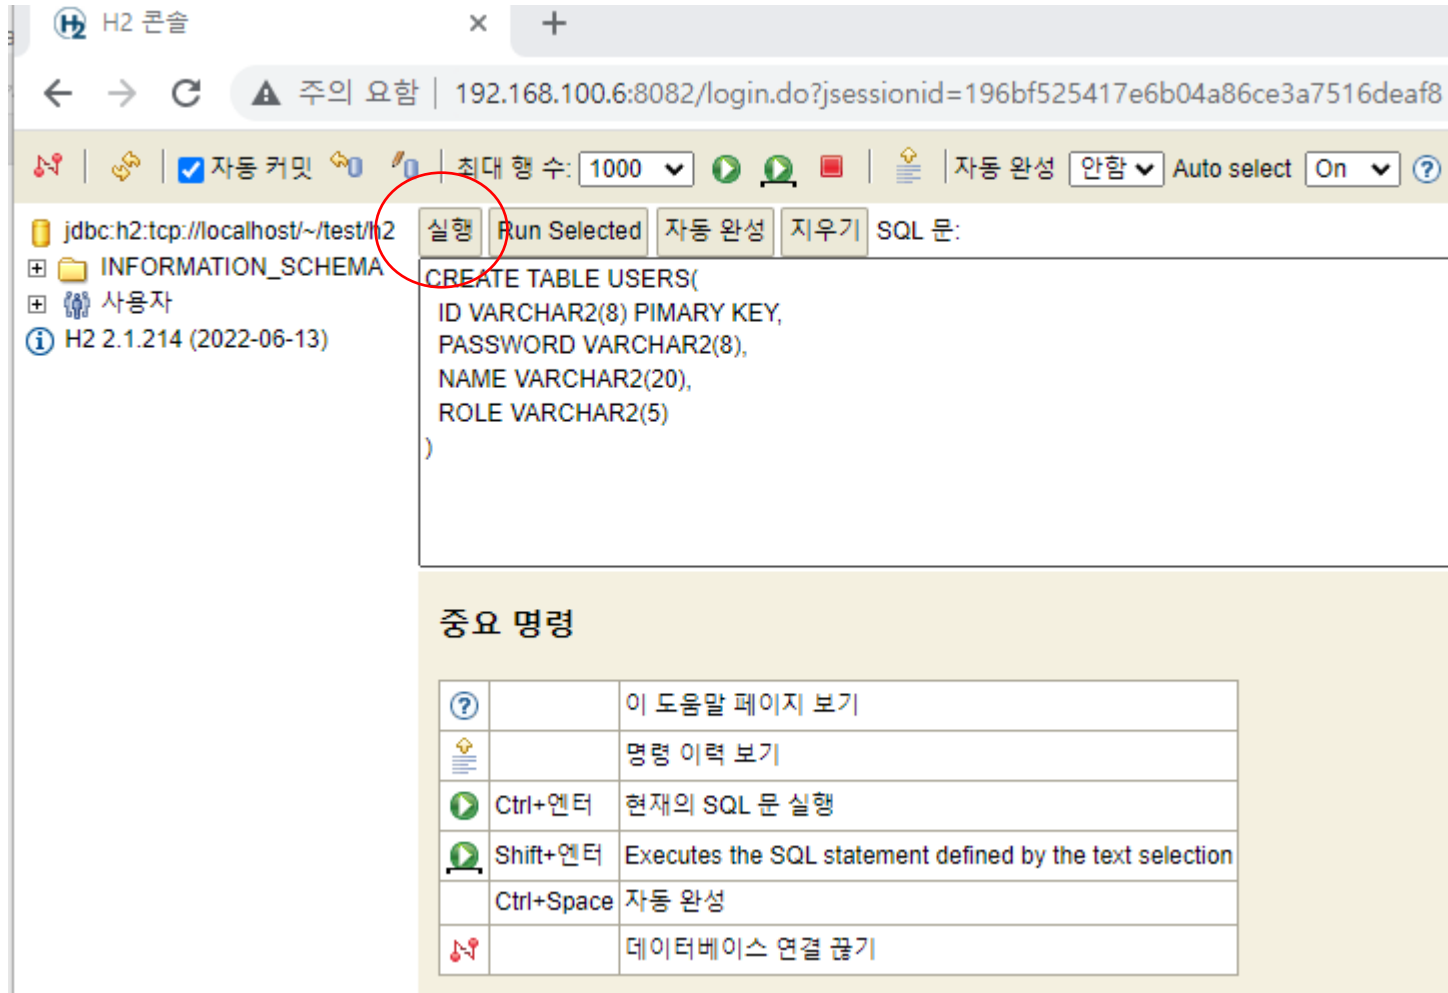 H2 콘솔
주의 요함 192.168.100.6:8082/login.do?jsessionid=196bf525417e6b04a86ce3a7516deaf8
자동 커밋 최대 행 수: 1000 자동 완성 안함 Auto select On
jdbc:h2:tcp://localhost/~/test/h2
INFORMATION_SCHEMA
사용자
H2 2.1.214 (2022-06-13)
실행 Run Selected 자동 완성 지우기 SQL 문:
CREATE TABLE USERS(
ID VARCHAR2(8) PIMARY KEY,
PASSWORD VARCHAR2(8),
NAME VARCHAR2(20),
ROLE VARCHAR2(5)
)
중요 명령
이 도움말 페이지 보기
명령 이력 보기
Ctrl+엔터 현재의 SQL 문 실행
Shift+엔터 Executes the SQL statement defined by the text selection
Ctrl+Space 자동 완성
데이터베이스 연결 끊기